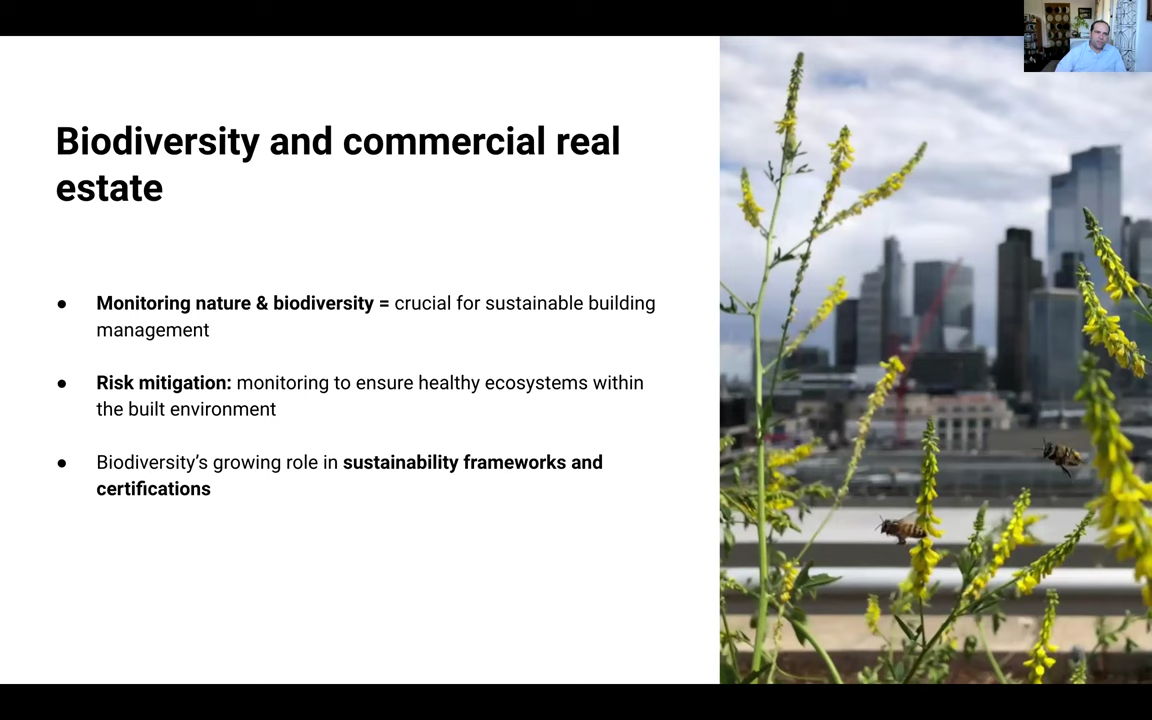 Biodiversity and commercial real
estate
● Monitoring nature & biodiversity = crucial for sustainable building
management
● Risk mitigation: monitoring to ensure healthy ecosystems within
the built environment
● Biodiversity’s growing role in sustainability frameworks and
certifications